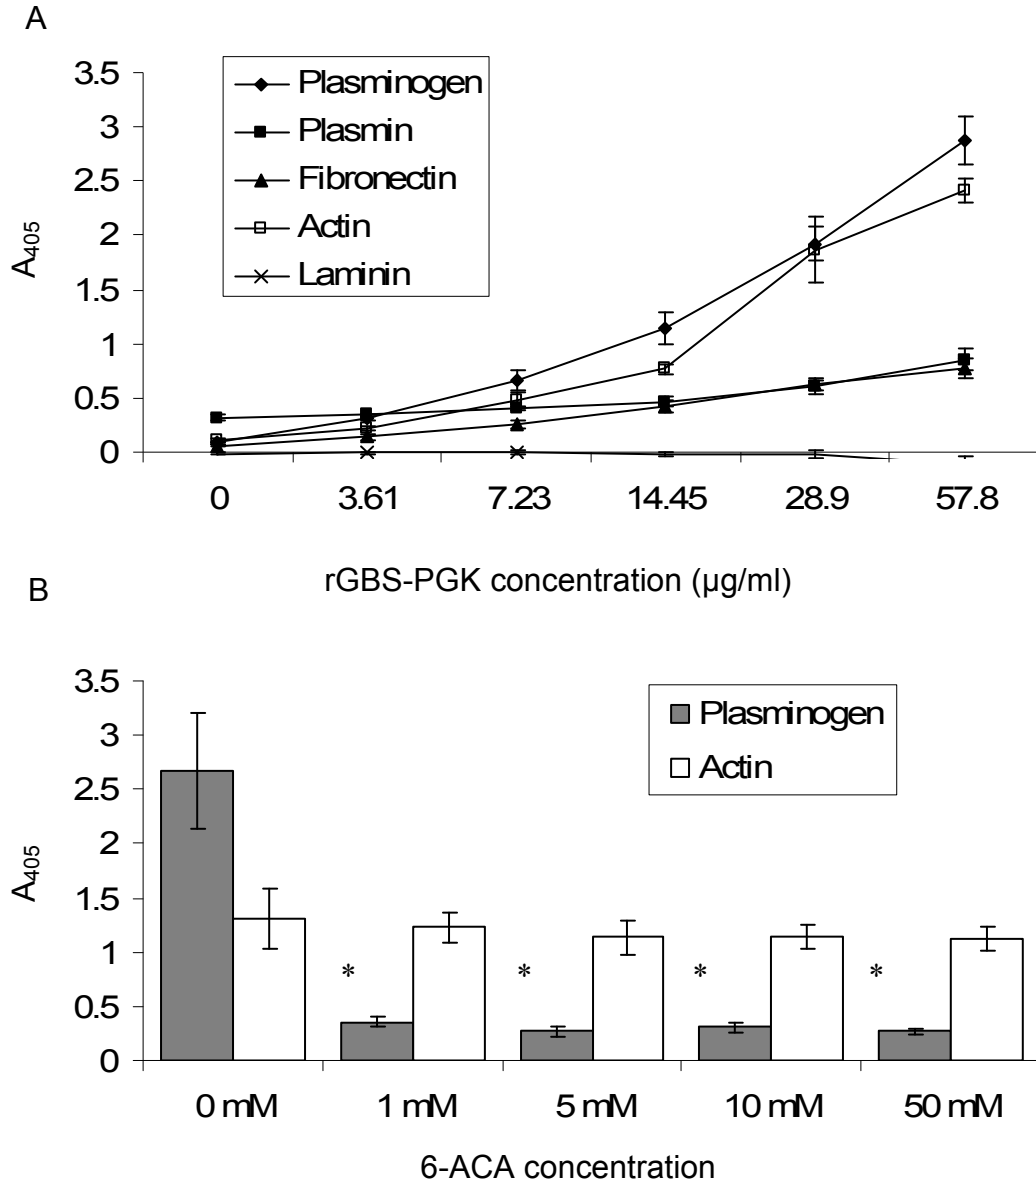 A
3.5
3
2.5
2
1.5
1
0.5
0
A405
Plasminogen
Plasmin
Fibronectin
Actin
Laminin
0 3.61 7.23 14.45 28.9 57.8
rGBS-PGK concentration (µg/ml)
B
3.5
3
2.5
2
1.5
1
0.5
0
A405
Plasminogen
Actin
* * * *
0 mM 1 mM 5 mM 10 mM 50 mM
6-ACA concentration